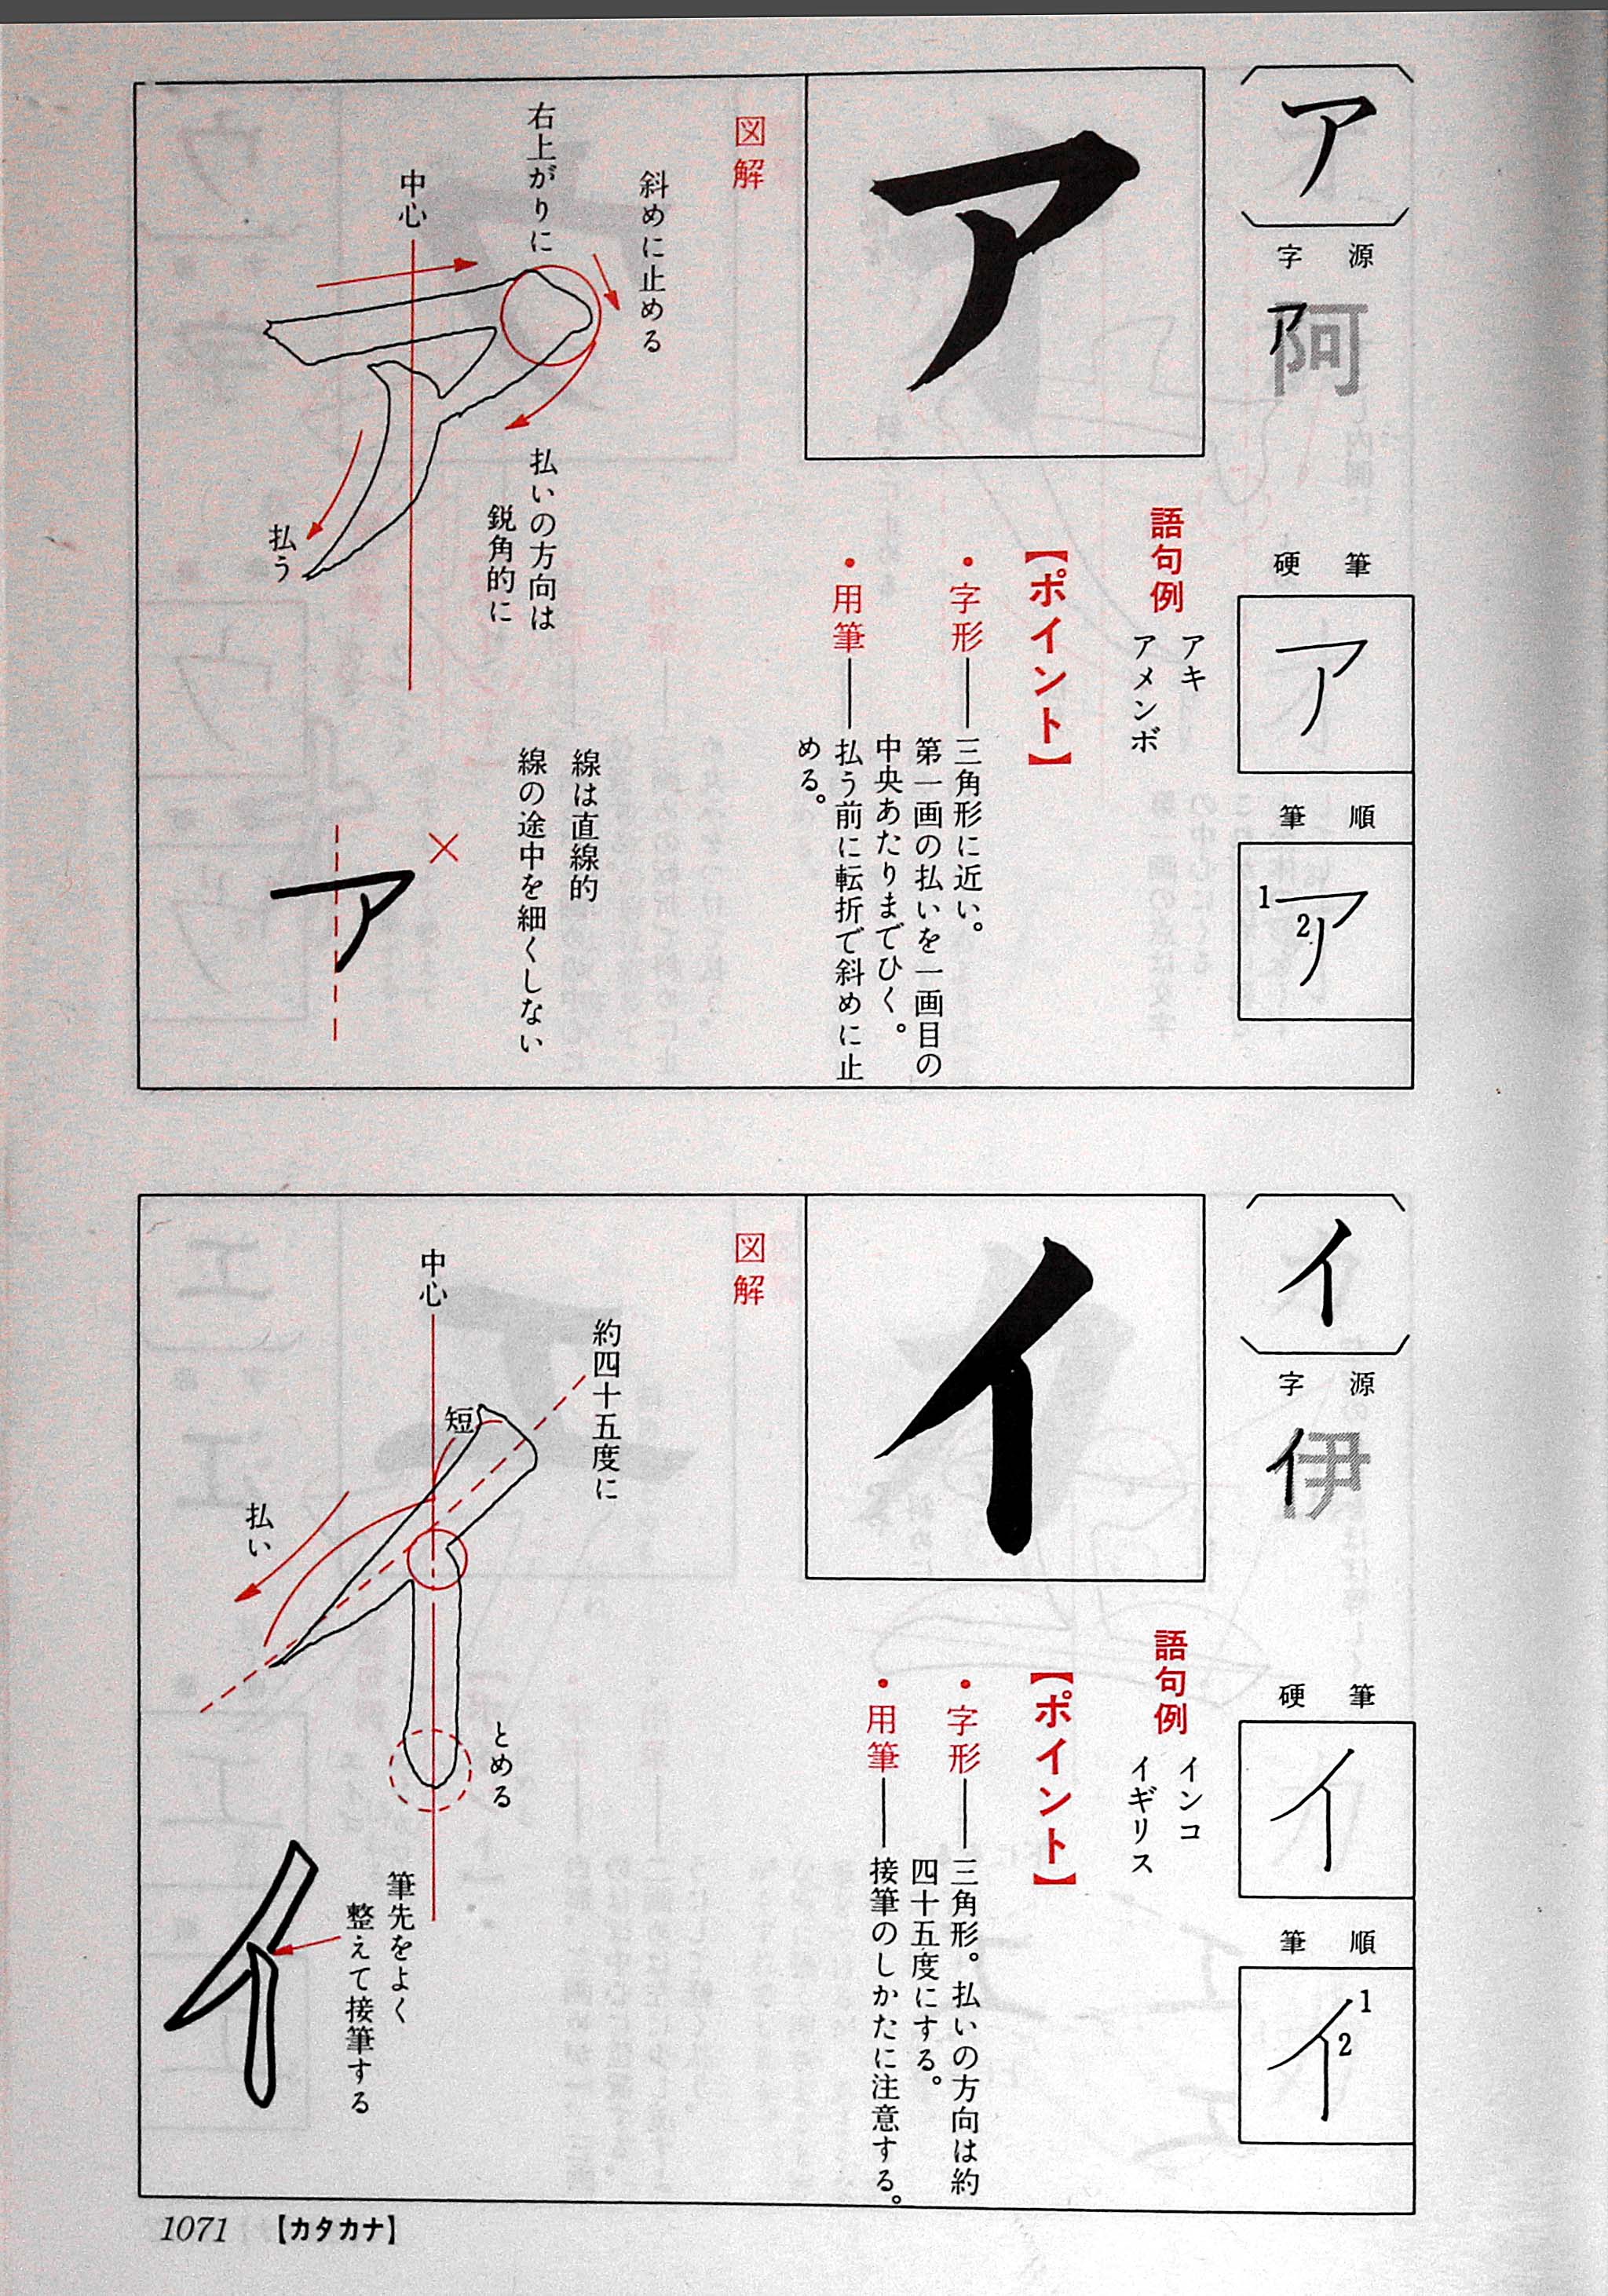 ア
字源
阿
ア
硬筆
ア
筆順
ア
1
2
ア
語句例
アキ
アメンボ
【ポイント】
・字形――三角形に近い。
第一画の払いを一画目の
中央あたりまでひく。
・用筆――払う前に転折で斜めに止
める。
図解
斜めに止める
右上がりに
中心
払いの方向は
鋭角的に
払う
線は直線的
線の途中を細くしない
×
ア
イ
字源
伊
イ
硬筆
イ
筆順
イ
1
2
イ
語句例
インコ
イギリス
【ポイント】
・字形――三角形。払いの方向は約
四十五度にする。
・用筆――接筆のしかたに注意する。
図解
約四十五度に
中心
短
払い
とめる
筆先をよく
整えて接筆する
イ
1071 【カタカナ】